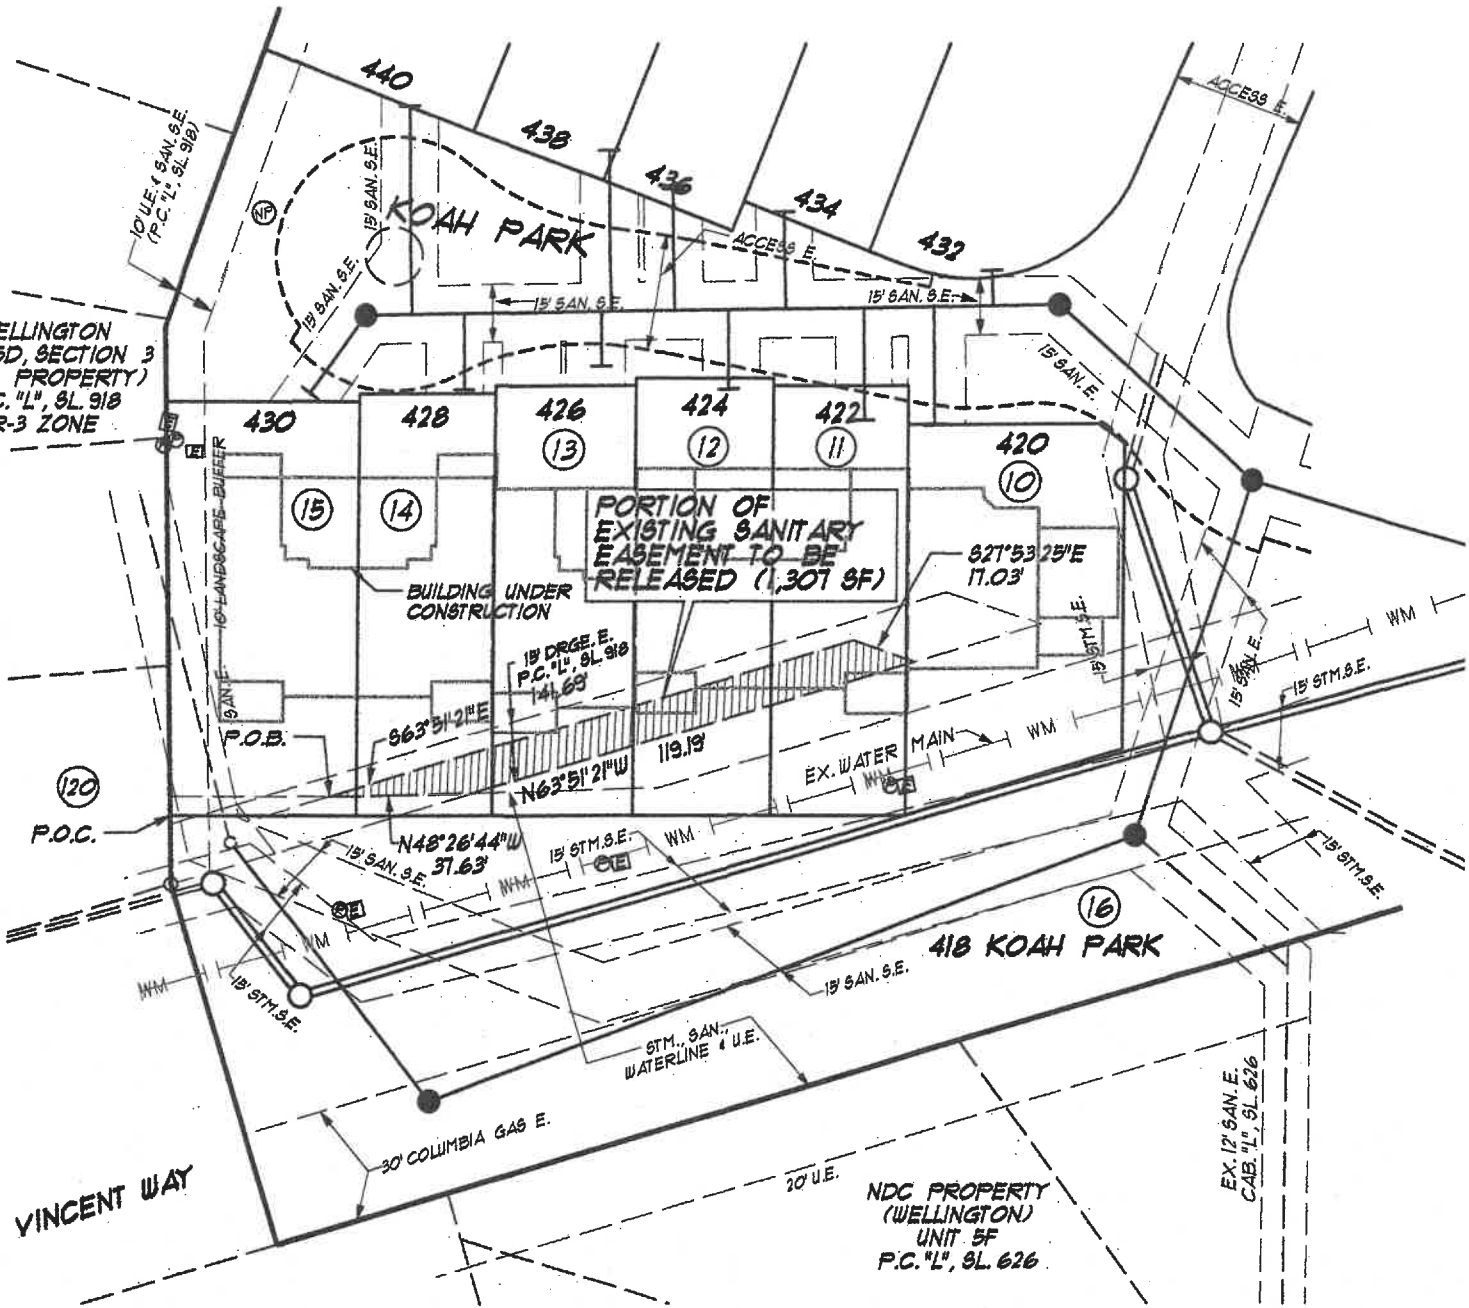 440
438
436
434
432
ACCESS E.
10' U.E. & SAN. S.E.
(P.C. "L", SL. 918)
NP
15' SAN. S.E.
KOAH PARK
ACCESS E.
15' SAN. S.E.
15' SAN. S.E.
15' SAN. S.E.
15' SAN. E.
ELLINGTON
SD, SECTION 3
PROPERTY)
C. "L", SL. 918
R-3 ZONE
E
E
430
428
426
424
422
420
13
12
11
10
15
14
10' LANDSCAPE BUFFER
SAN. E.
PORTION OF
EXISTING SANITARY
EASEMENT TO BE
RELEASED (1,307 SF)
S27°53'25"E
17.03'
BUILDING UNDER
CONSTRUCTION
15' DRGE. E.
P.C. "L", SL. 918
141.69'
S63°51'21"E
P.O.B.
119.19'
N63°51'21"W
15' STM. S.E.
15' SAN. E.
WM
15' STM. S.E.
WM
EX. WATER MAIN
WM
E
120
P.O.C.
N48°26'44"W
37.63'
15' SAN. S.E.
15' STM.S.E.
WM
E
WM
E
WM
WM
15' STM.S.E.
15' STM.S.E.
16
418 KOAH PARK
15' SAN. S.E.
STM., SAN.,
WATERLINE & U.E.
30' COLUMBIA GAS E.
20' U.E.
EX. 12' SAN. E.
CAB. "L", SL. 626
VINCENT WAY
NDC PROPERTY
(WELLINGTON)
UNIT 5F
P.C. "L", SL. 626